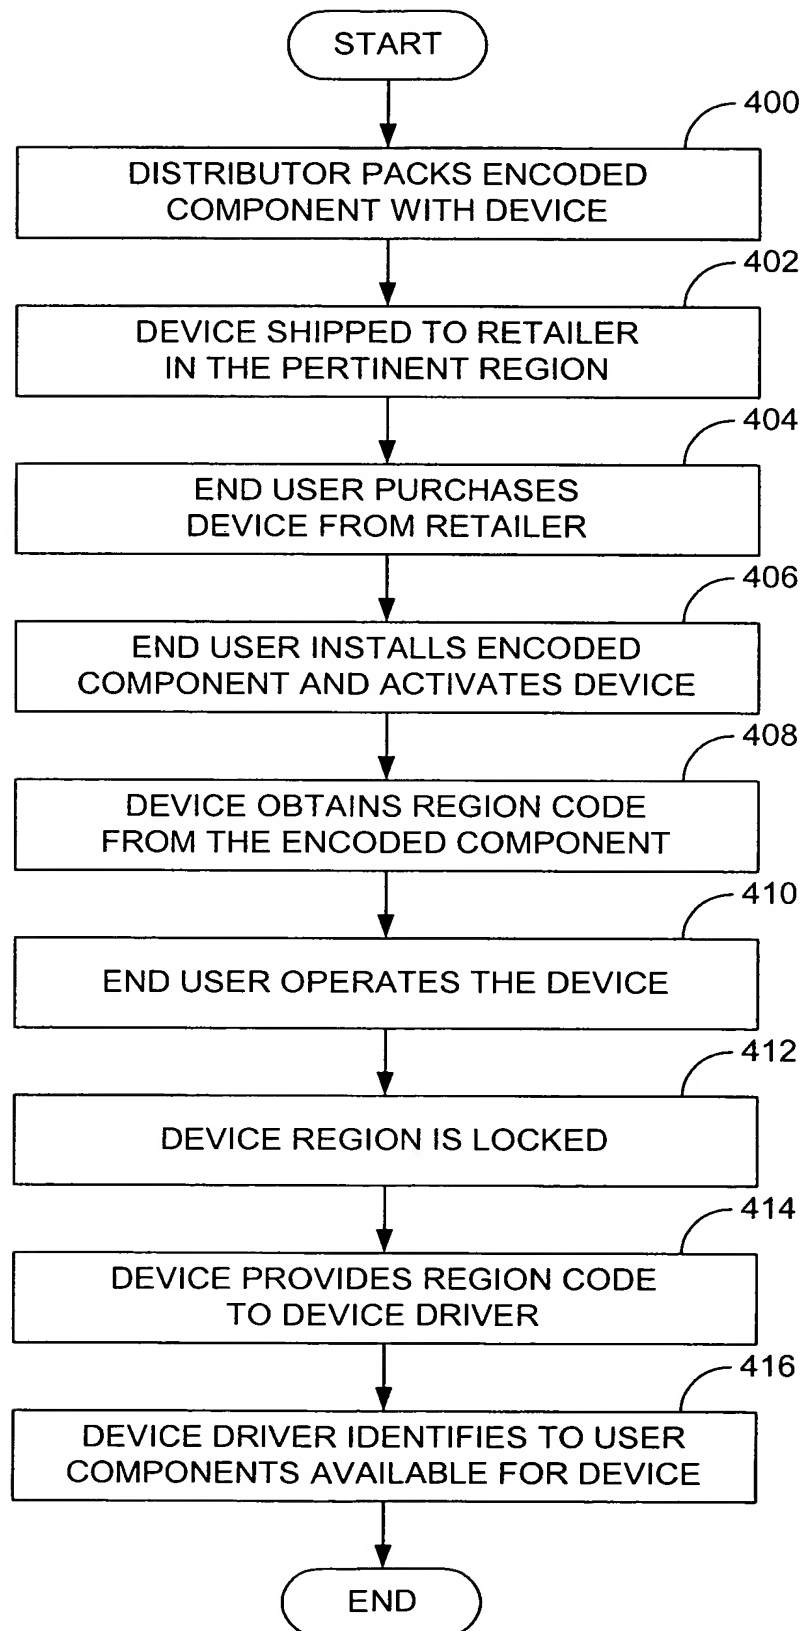 START
400
DISTRIBUTOR PACKS ENCODED
COMPONENT WITH DEVICE
402
DEVICE SHIPPED TO RETAILER
IN THE PERTINENT REGION
404
END USER PURCHASES
DEVICE FROM RETAILER
406
END USER INSTALLS ENCODED
COMPONENT AND ACTIVATES DEVICE
408
DEVICE OBTAINS REGION CODE
FROM THE ENCODED COMPONENT
410
END USER OPERATES THE DEVICE
412
DEVICE REGION IS LOCKED
414
DEVICE PROVIDES REGION CODE
TO DEVICE DRIVER
416
DEVICE DRIVER IDENTIFIES TO USER
COMPONENTS AVAILABLE FOR DEVICE
END